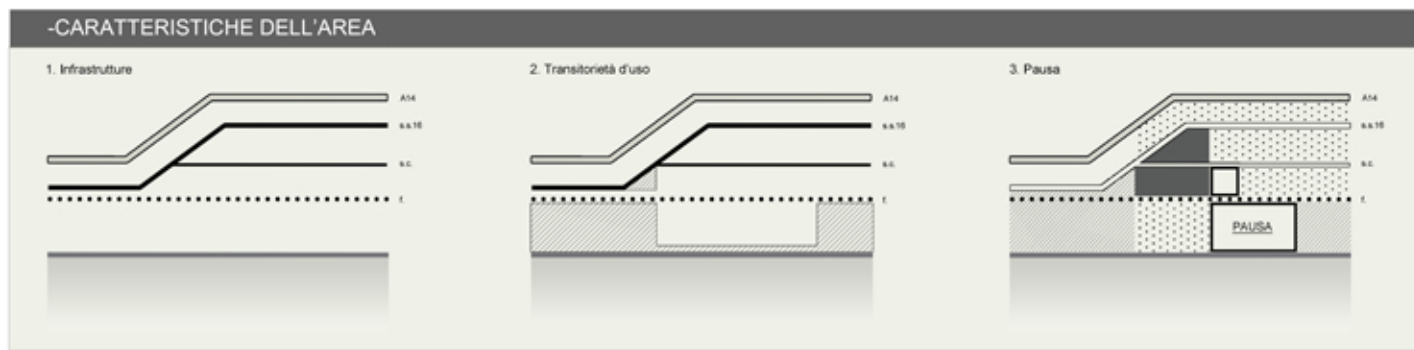 -CARATTERISTICHE DELL'AREA
1. Infrastrutture
2. Transitorietà d'uso
3. Pausa
A14
s.s.16
s.c.
f.
A14
s.s.16
s.c.
f.
A14
s.s.16
s.c.
f.
PAUSA